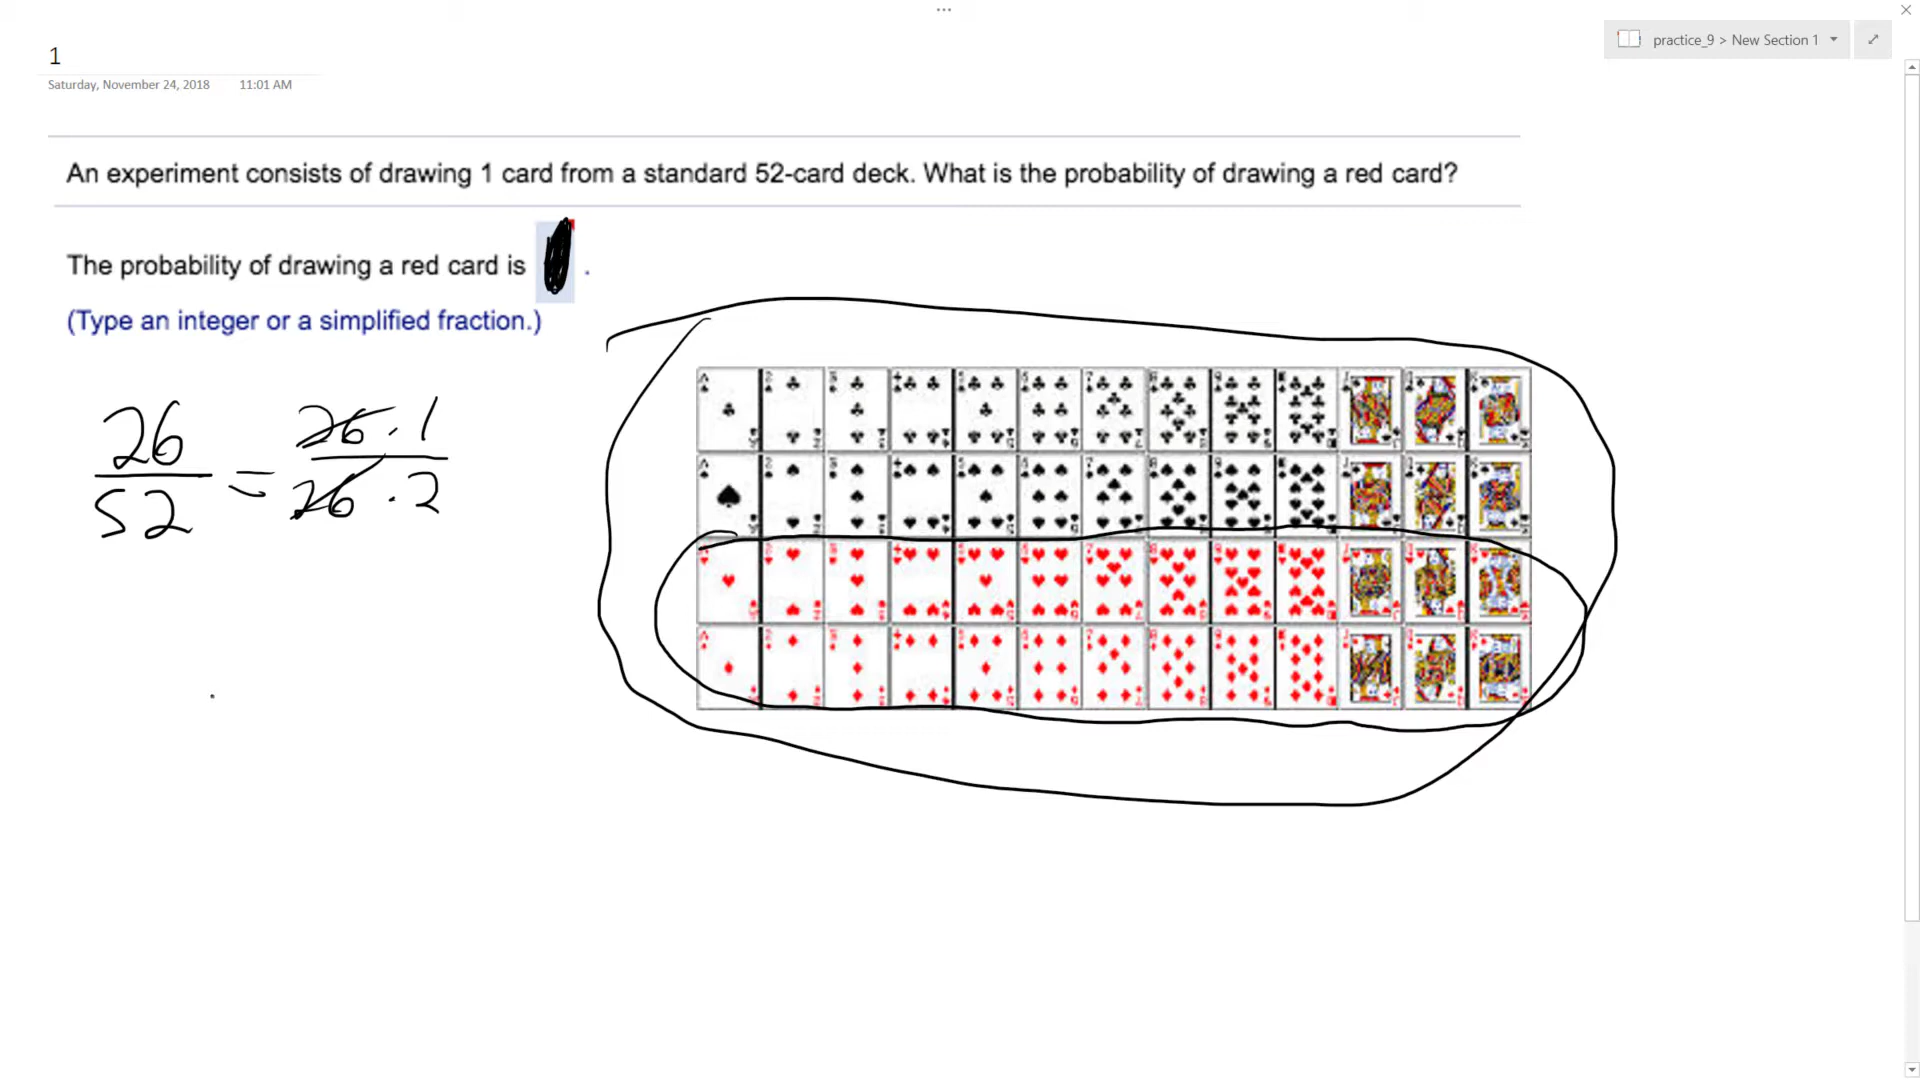 ...
practice_9 > New Section 1
1
Saturday, November 24, 2018 11:01 AM
An experiment consists of drawing 1 card from a standard 52-card deck. What is the probability of drawing a red card?
The probability of drawing a red card is .
(Type an integer or a simplified fraction.)
26/52 = 26·1/26·2